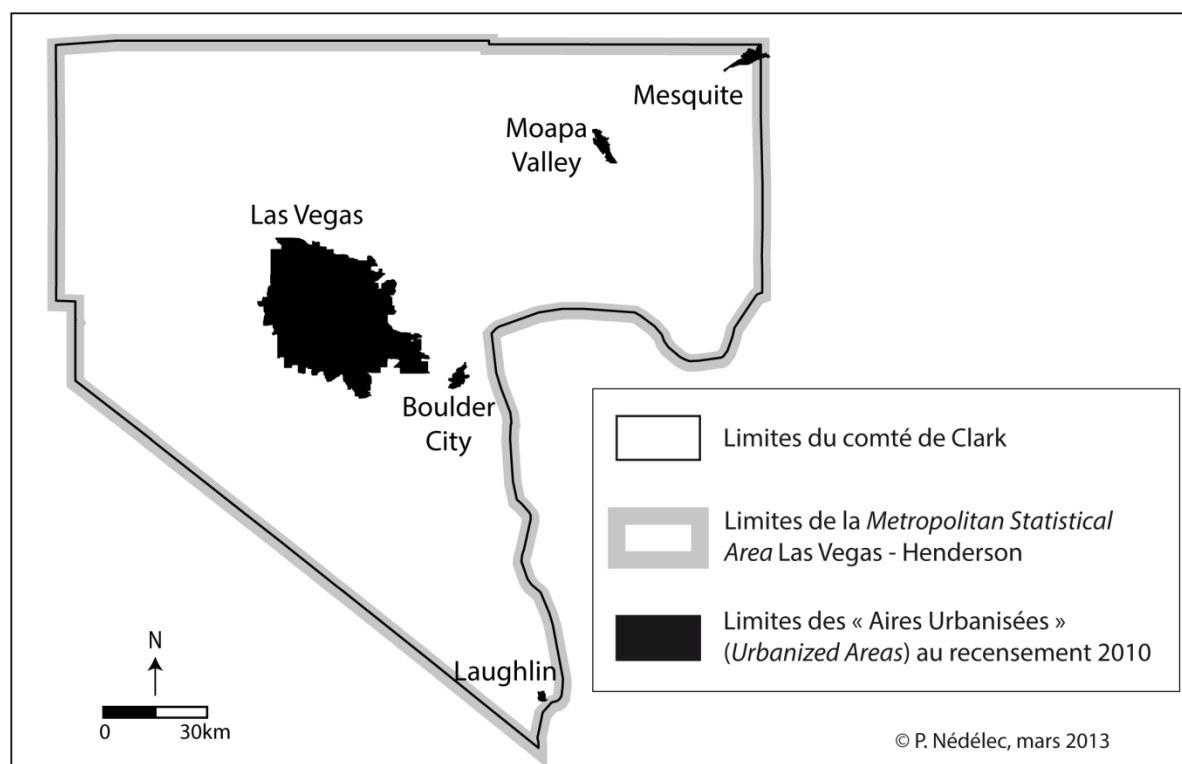 Mesquite
Moapa
Valley
Las Vegas
Boulder
City
Laughlin
N
0 30km
Limites du comté de Clark
Limites de la Metropolitan Statistical
Area Las Vegas - Henderson
Limites des « Aires Urbanisées »
(Urbanized Areas) au recensement 2010
© P. Nédélec, mars 2013